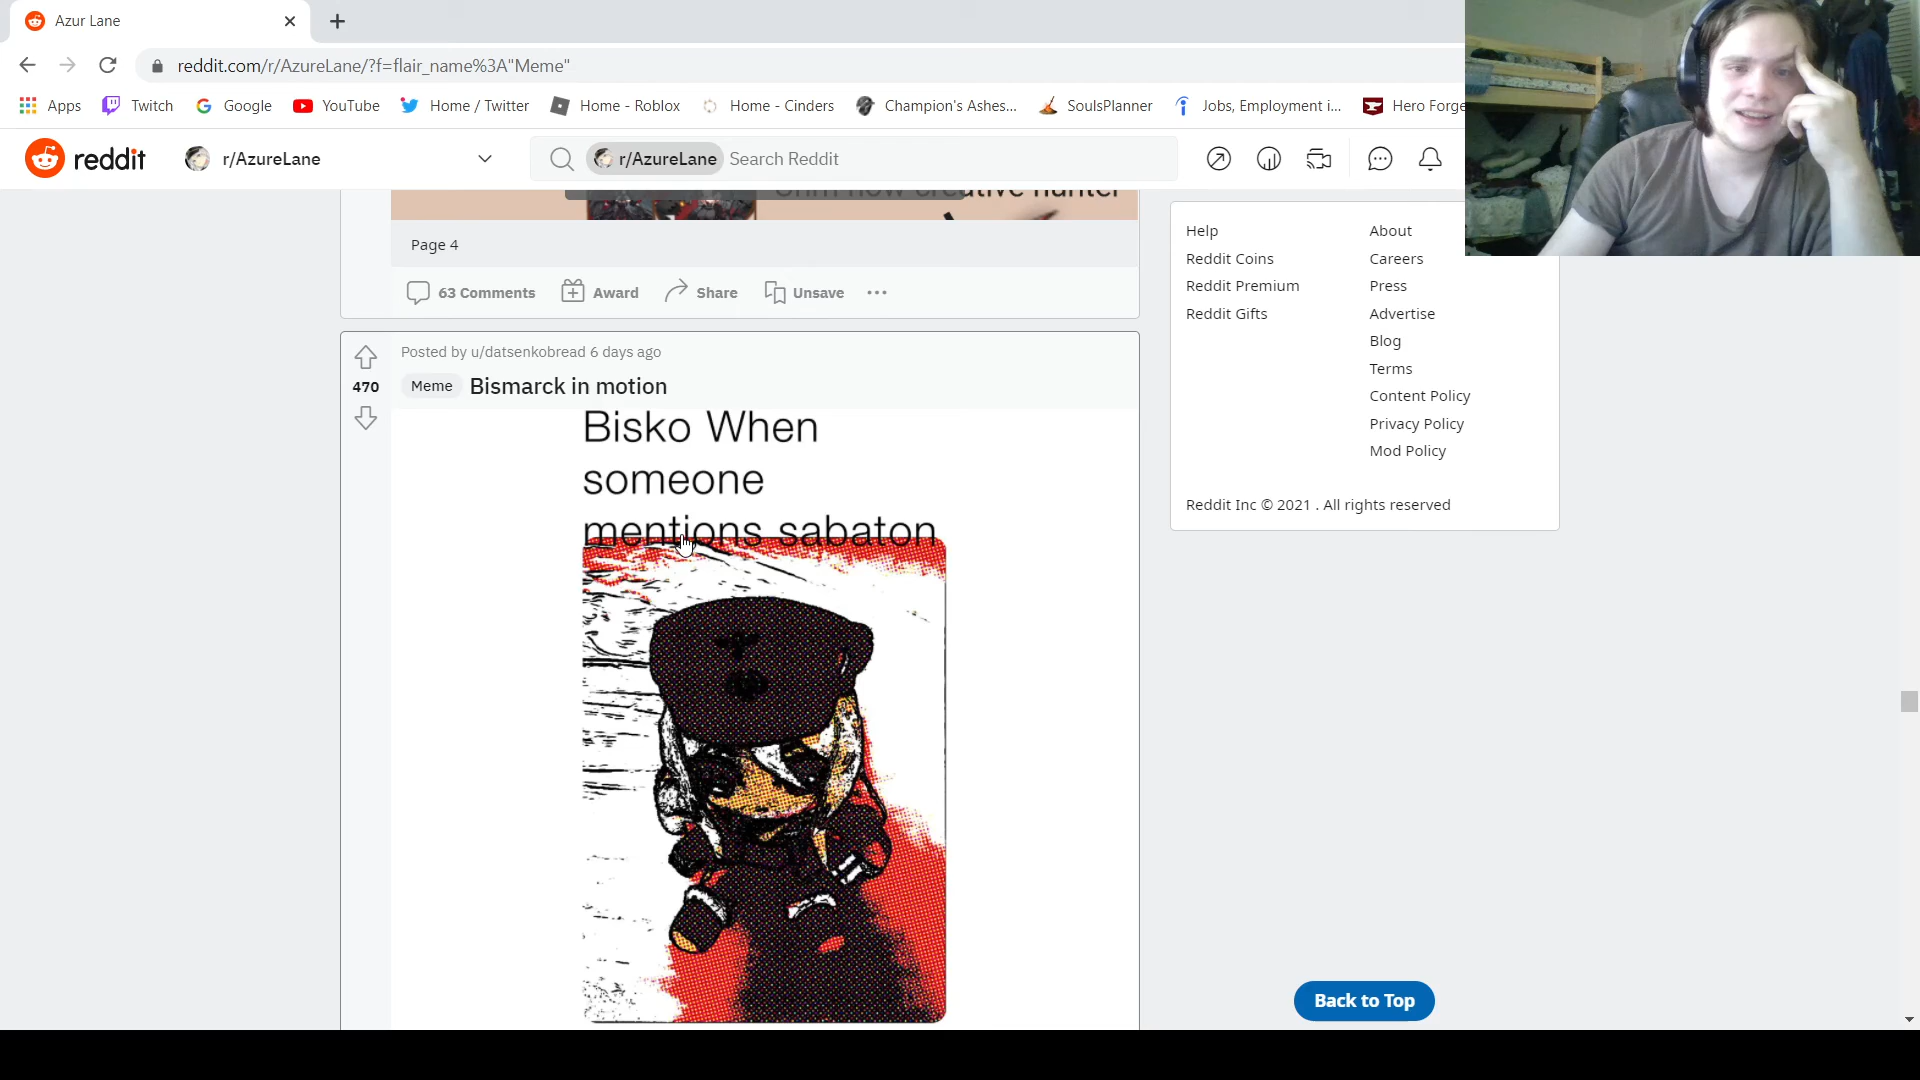 Azur Lane
reddit.com/r/AzureLane/?f=flair_name%3A"Meme"
Apps Twitch Google YouTube Home / Twitter Home - Roblox Home - Cinders Champion's Ashes... SoulsPlanner Jobs, Employment i... Hero Forge
reddit r/AzureLane r/AzureLane Search Reddit
Page 4
63 Comments Award Share Unsave
Posted by u/datsenkobread 6 days ago
470
Meme Bismarck in motion
Bisko When
someone
mentions sabaton
Help About
Reddit Coins Careers
Reddit Premium Press
Reddit Gifts Advertise
Blog
Terms
Content Policy
Privacy Policy
Mod Policy
Reddit Inc © 2021 . All rights reserved
Back to Top